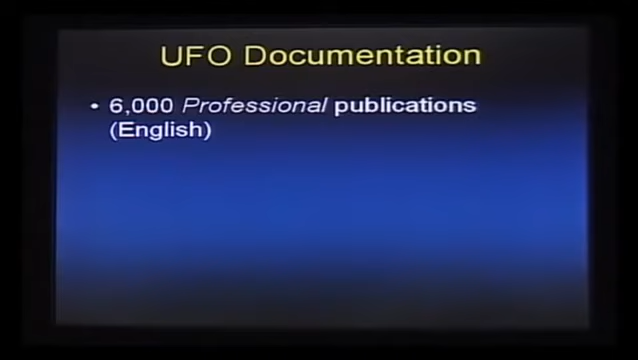 UFO Documentation
• 6,000 Professional publications
(English)